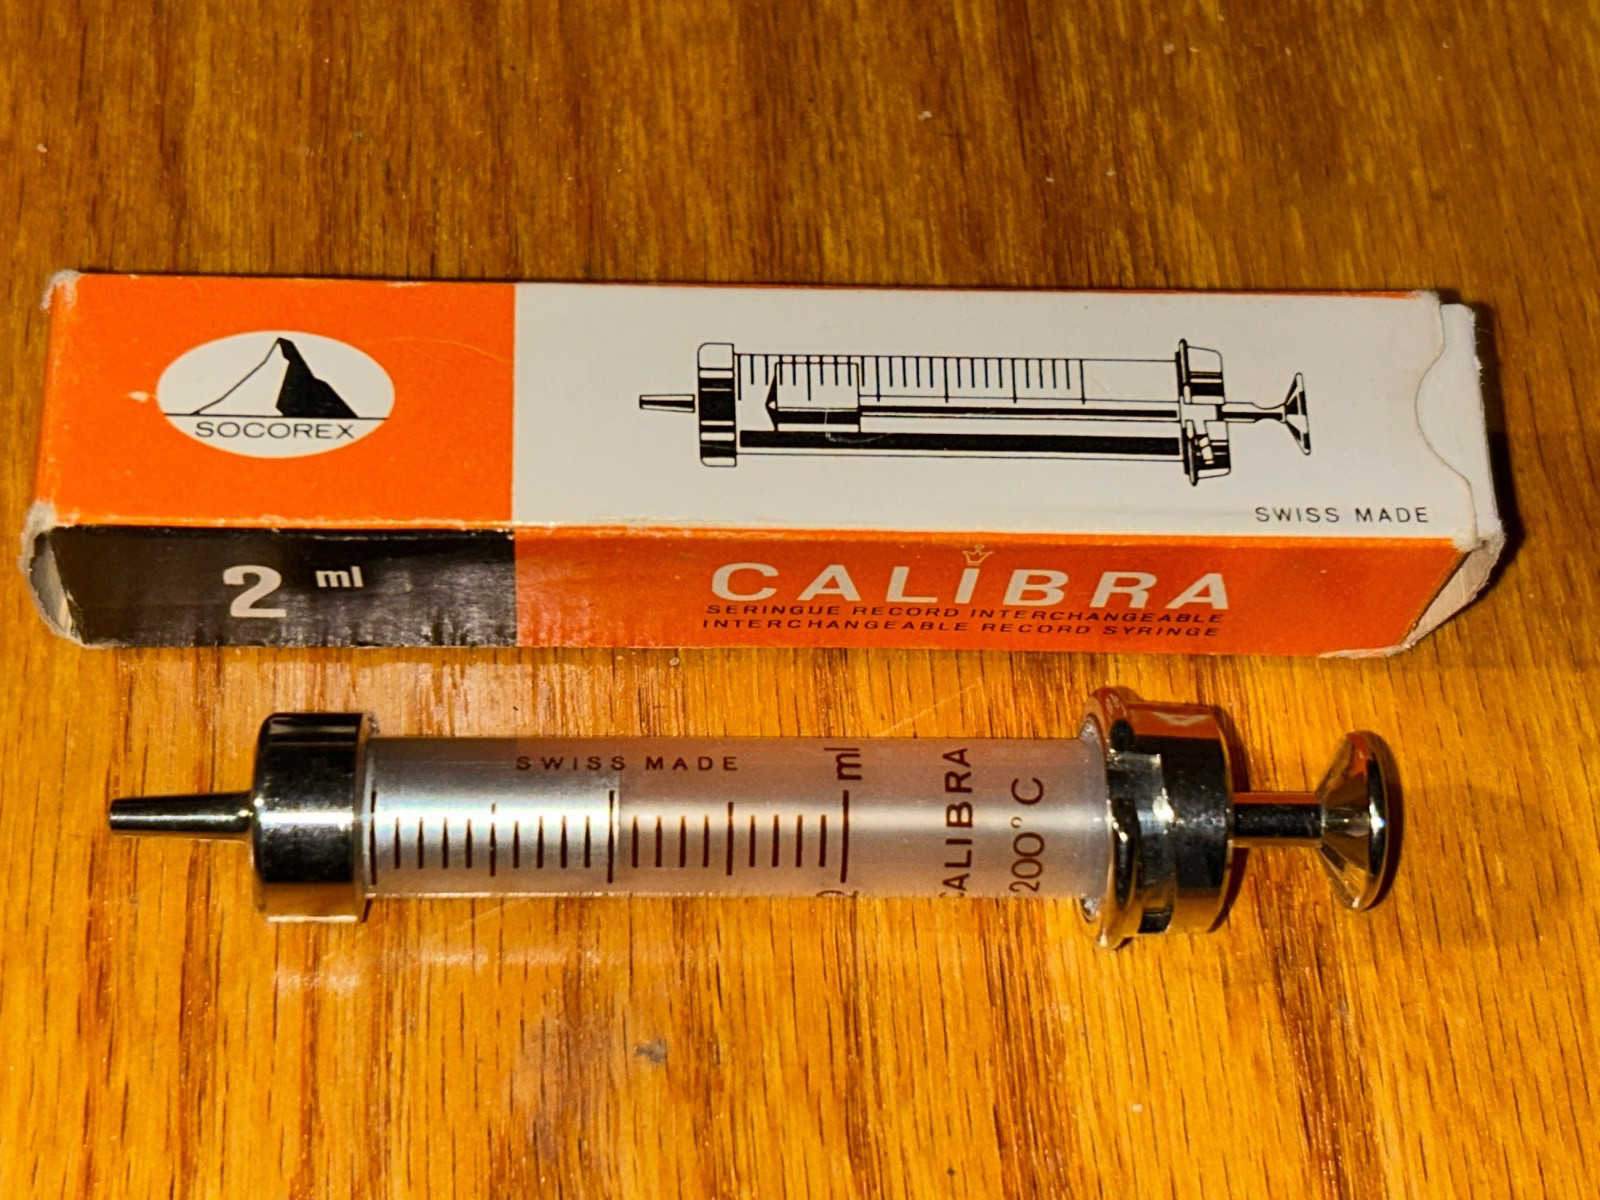 SOCOREX
SWISS MADE
2 ml
CALIBRA
SERINGUE RECORD INTERCHANGEABLE
INTERCHANGEABLE RECORD SYRINGE
SWISS MADE
ml
CALIBRA
200°C